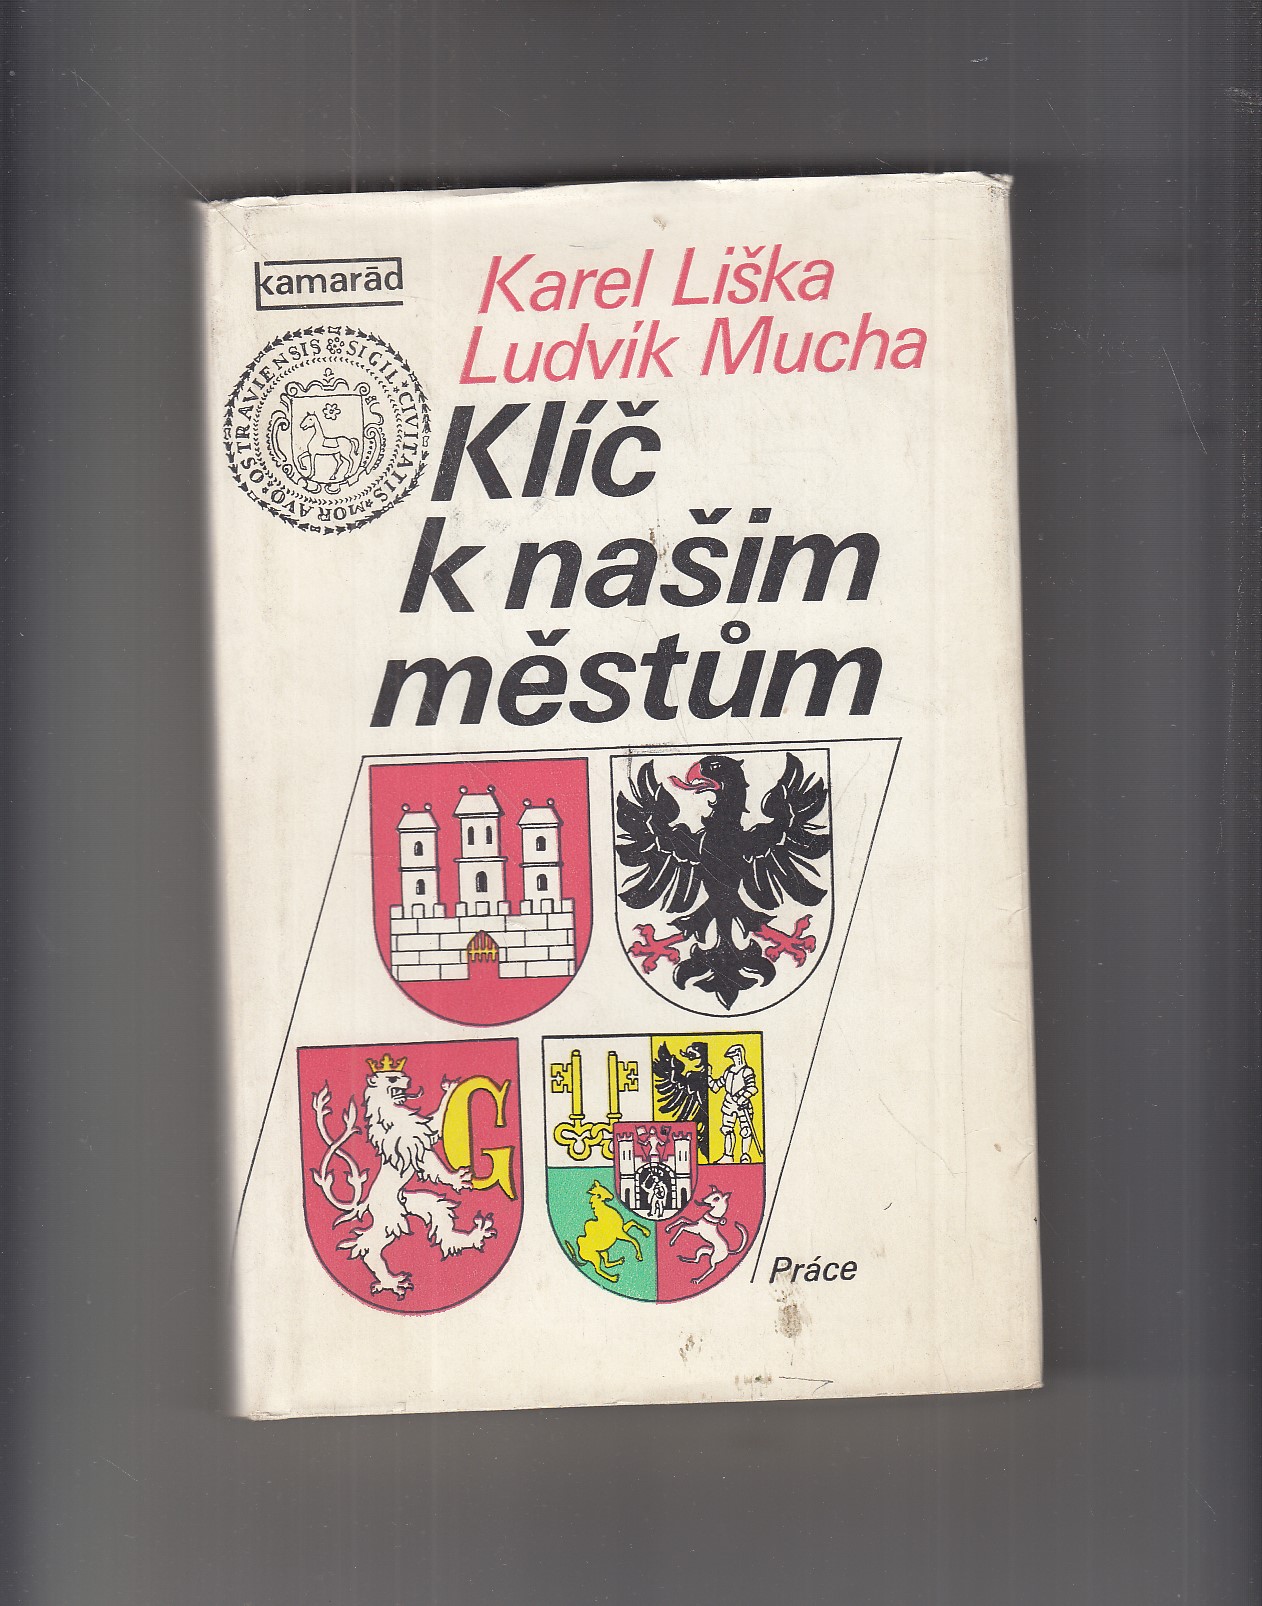 kamarád
Karel Liška
Ludvík Mucha
SIGIL * CIVITATIS * MORAVO * OSTRAVIENSIS
Klíč
k našim
městům
G
Práce